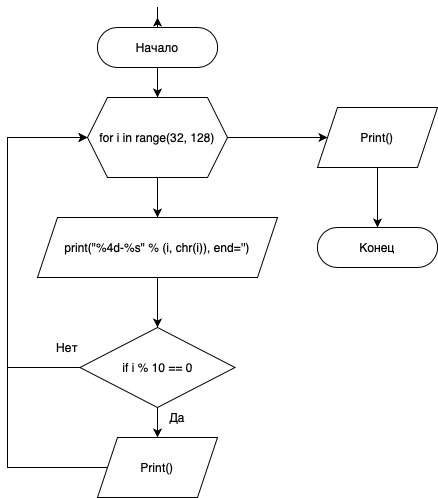 Начало
for i in range(32, 128)
Print()
print("%4d-%s" % (i, chr(i)), end='')
Конец
Нет
if i % 10 == 0
Да
Print()